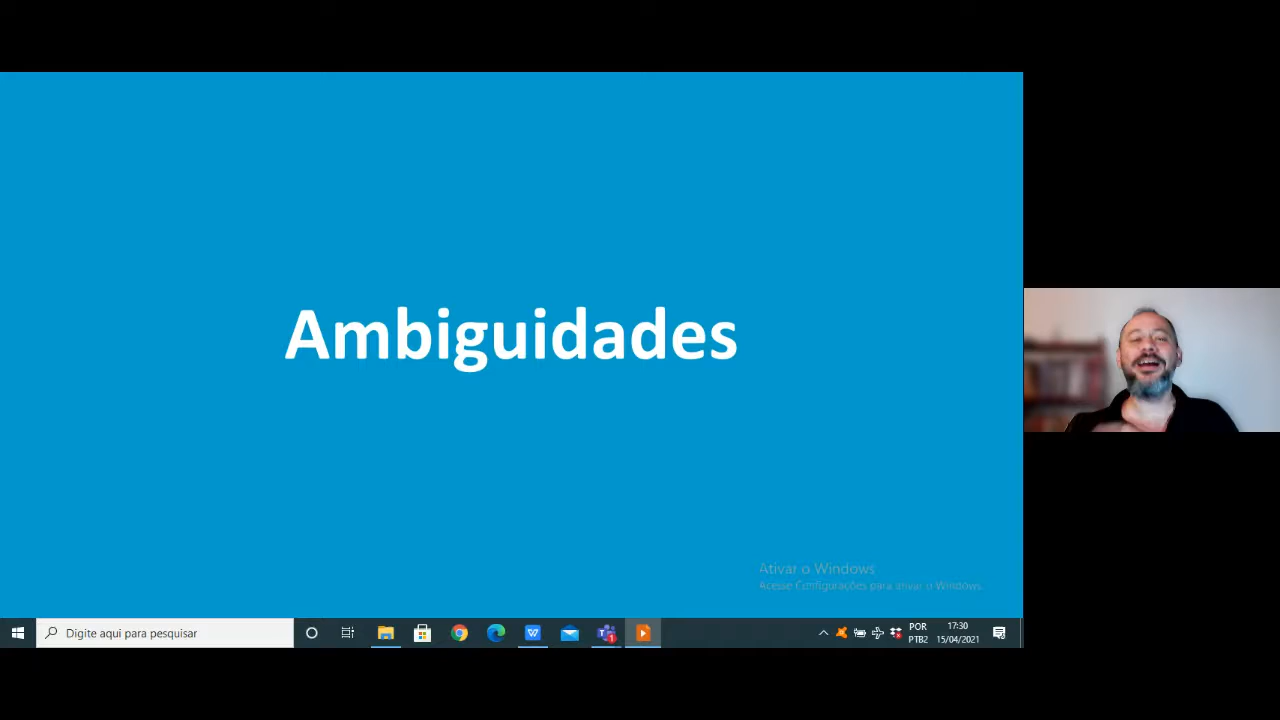 Ambiguidades
Ativar o Windows
Acesse Configurações para ativar o Windows.
Digite aqui para pesquisar
W
1
POR
PTB2
17:30
15/04/2021